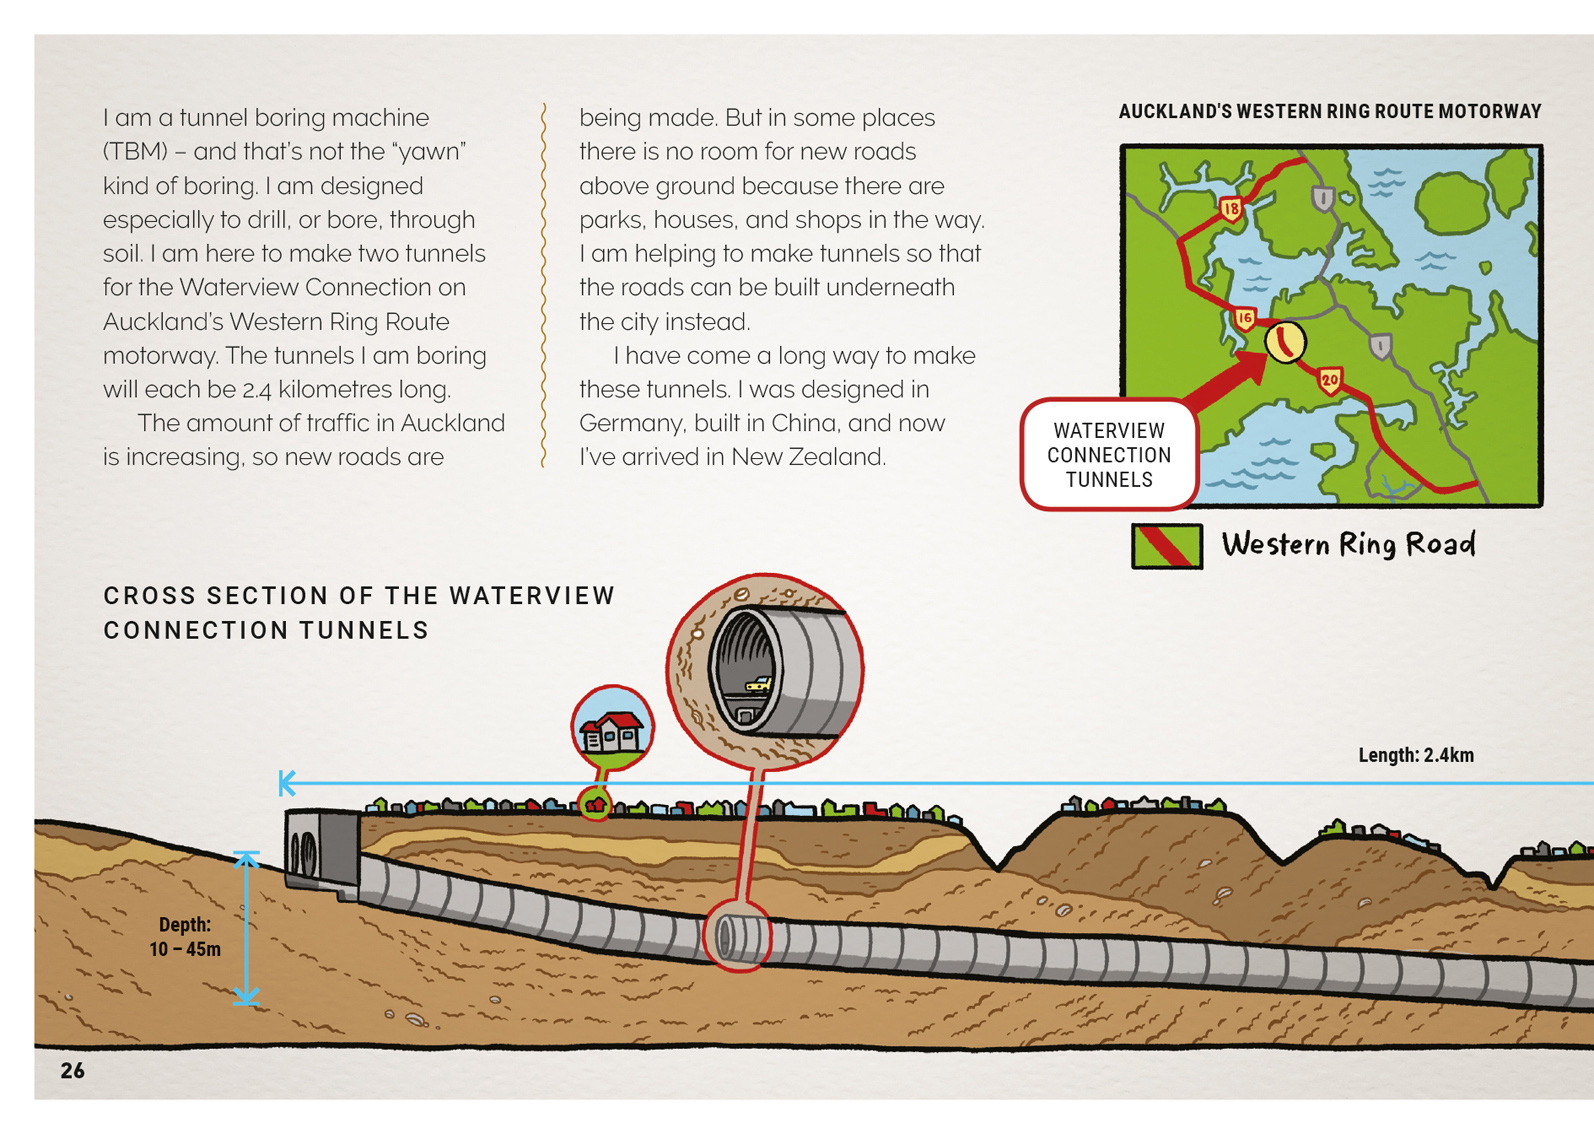 I am a tunnel boring machine
(TBM) – and that's not the “yawn”
kind of boring. I am designed
especially to drill, or bore, through
soil. I am here to make two tunnels
for the Waterview Connection on
Auckland's Western Ring Route
motorway. The tunnels I am boring
will each be 2.4 kilometres long.
The amount of traffic in Auckland
is increasing, so new roads are
being made. But in some places
there is no room for new roads
above ground because there are
parks, houses, and shops in the way.
I am helping to make tunnels so that
the roads can be built underneath
the city instead.
I have come a long way to make
these tunnels. I was designed in
Germany, built in China, and now
I've arrived in New Zealand.
AUCKLAND'S WESTERN RING ROUTE MOTORWAY
1
18
16
1
20
WATERVIEW
CONNECTION
TUNNELS
Western Ring Road
CROSS SECTION OF THE WATERVIEW
CONNECTION TUNNELS
Length: 2.4km
Depth:
10 – 45m
26